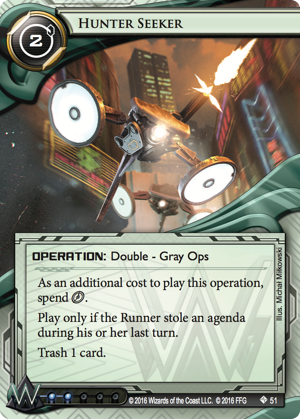 Hunter Seeker
2
OPERATION: Double - Gray Ops
As an additional cost to play this operation,
spend .
Play only if the Runner stole an agenda
during his or her last turn.
Trash 1 card.
Illus. Michal Milkowski
© 2016 Wizards of the Coast LLC. © 2016 FFG 51